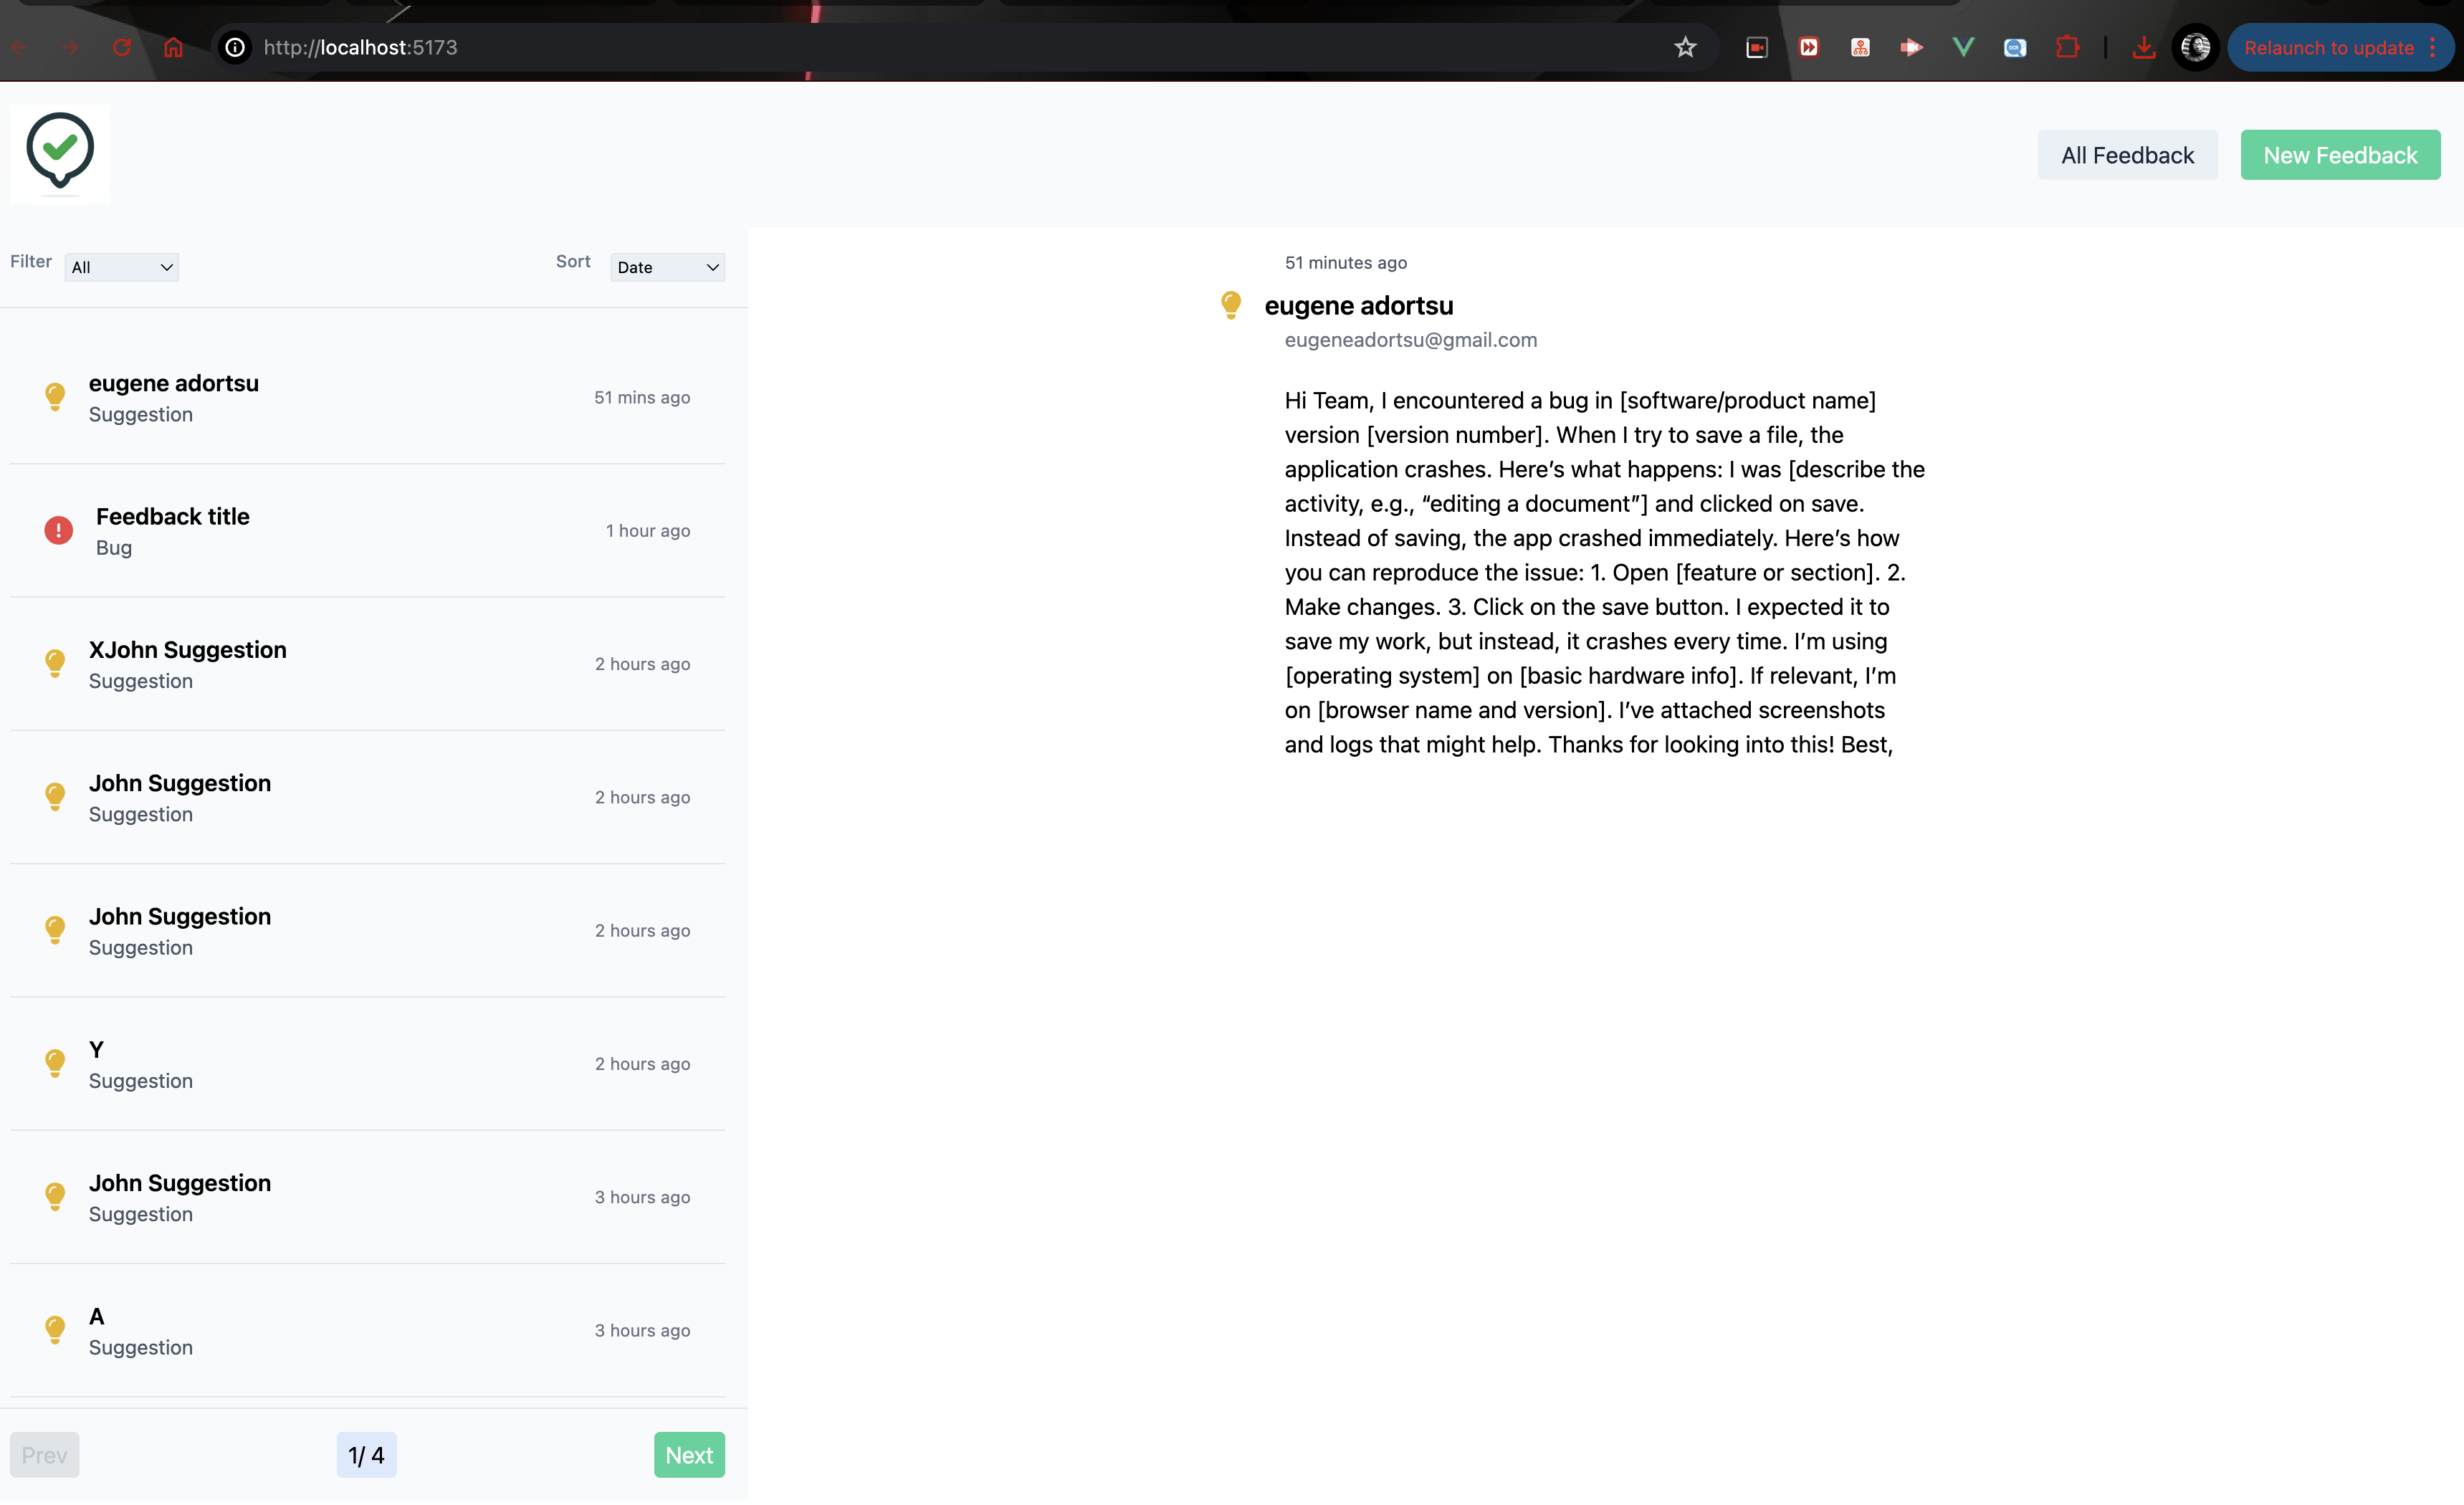 http://localhost:5173
Relaunch to update
All Feedback
New Feedback
Filter
All
Sort
Date
eugene adortsu
Suggestion
51 mins ago
Feedback title
Bug
1 hour ago
XJohn Suggestion
Suggestion
2 hours ago
John Suggestion
Suggestion
2 hours ago
John Suggestion
Suggestion
2 hours ago
Y
Suggestion
2 hours ago
John Suggestion
Suggestion
3 hours ago
A
Suggestion
3 hours ago
Prev
1/ 4
Next
51 minutes ago
eugene adortsu
eugeneadortsu@gmail.com
Hi Team, I encountered a bug in [software/product name]
version [version number]. When I try to save a file, the
application crashes. Here’s what happens: I was [describe the
activity, e.g., “editing a document”] and clicked on save.
Instead of saving, the app crashed immediately. Here’s how
you can reproduce the issue: 1. Open [feature or section]. 2.
Make changes. 3. Click on the save button. I expected it to
save my work, but instead, it crashes every time. I’m using
[operating system] on [basic hardware info]. If relevant, I’m
on [browser name and version]. I’ve attached screenshots
and logs that might help. Thanks for looking into this! Best,